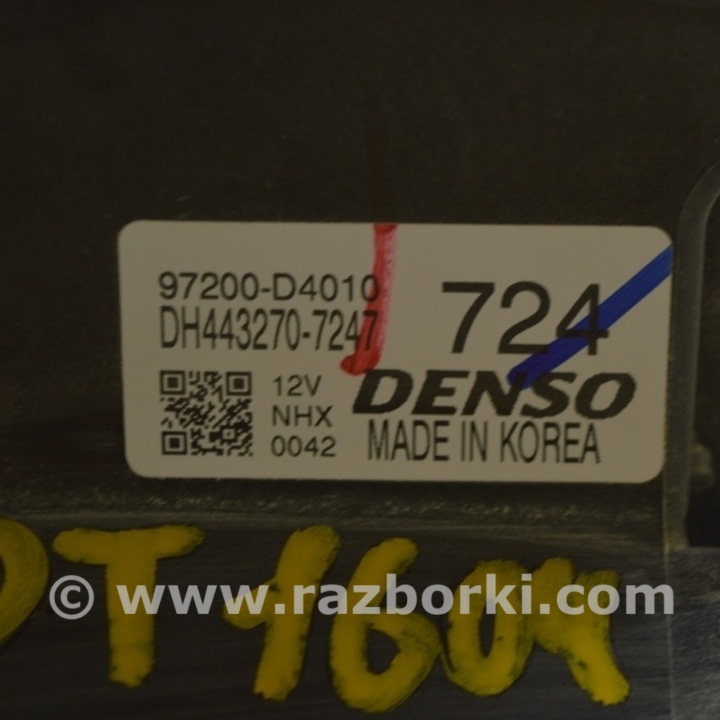 97200-D4010
DH443270-7247
724
12V
NHX
0042
DENSO
MADE IN KOREA
© www.razborki.com